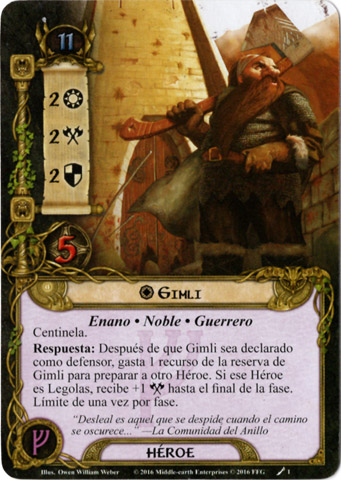 11
2
2
2
5
GIMLI
Enano • Noble • Guerrero
Centinela.
Respuesta: Después de que Gimli sea declarado
como defensor, gasta 1 recurso de la reserva de
Gimli para preparar a otro Héroe. Si ese Héroe
es Legolas, recibe +1 hasta el final de la fase.
Límite de una vez por fase.
"Desleal es aquel que se despide cuando el camino
se oscurece..." —La Comunidad del Anillo
HÉROE
Illus. Owen William Weber
© 2016 Middle-earth Enterprises © 2016 FFG
1